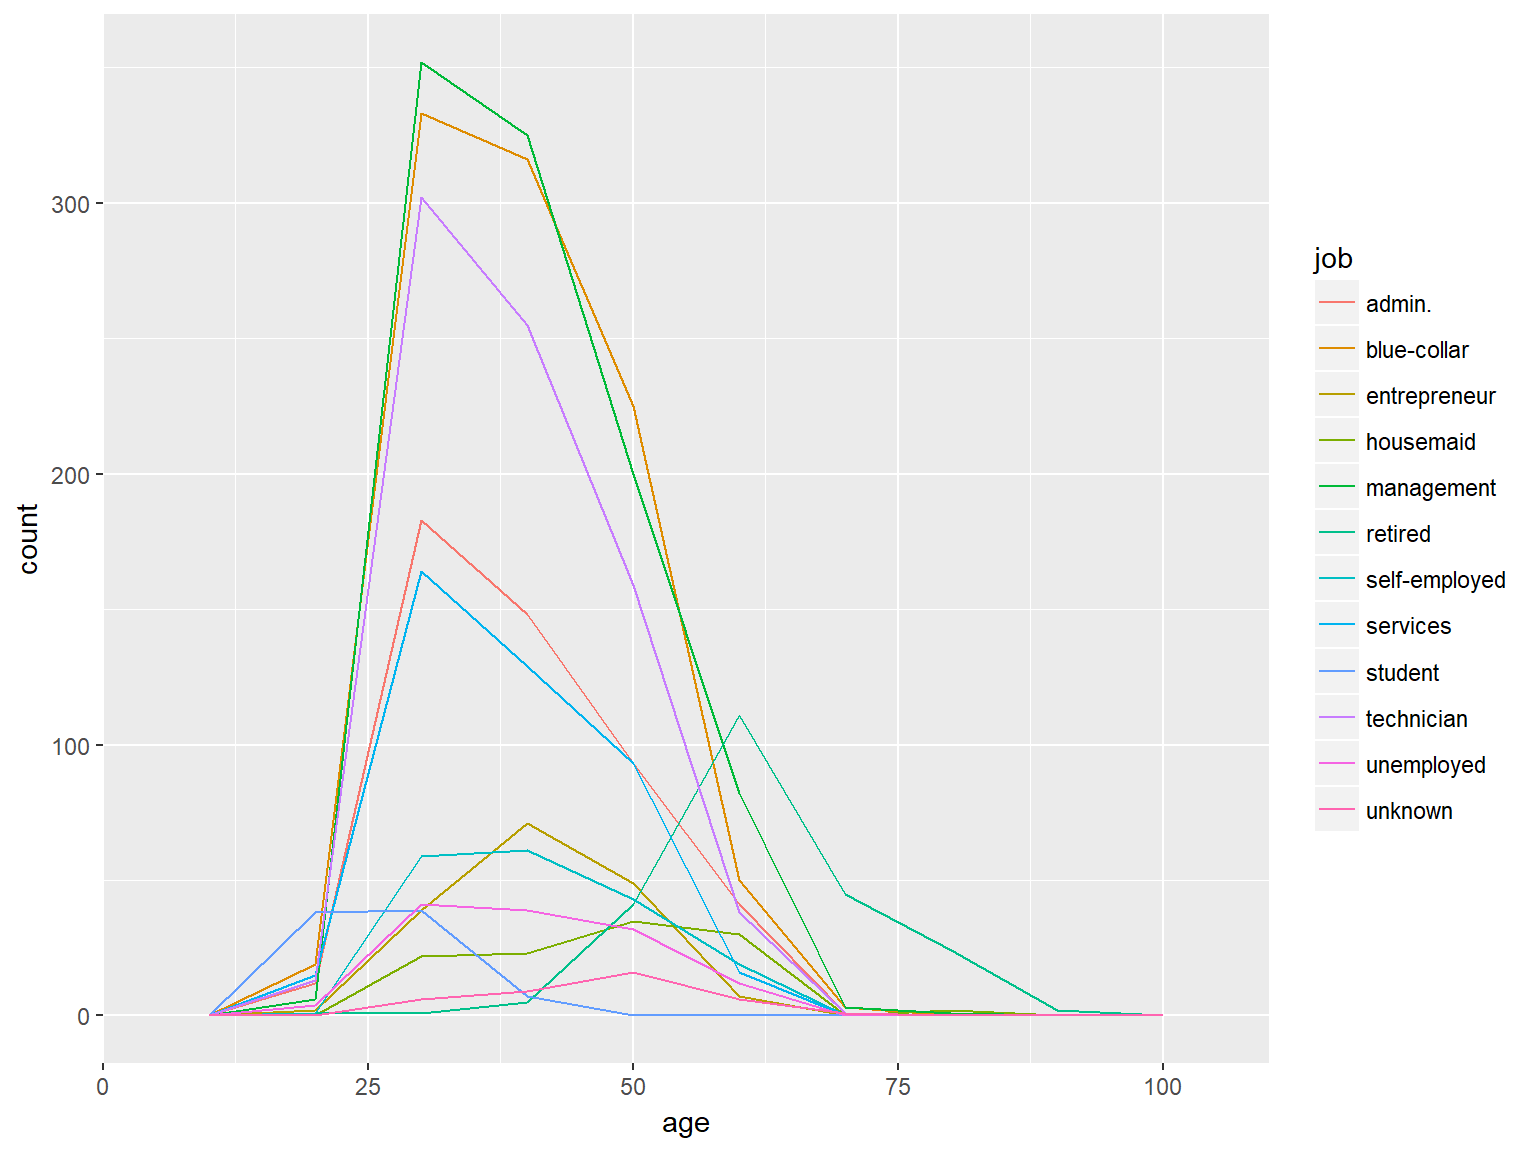 300
200
100
0
count
0 25 50 75 100
age
job
admin.
blue-collar
entrepreneur
housemaid
management
retired
self-employed
services
student
technician
unemployed
unknown